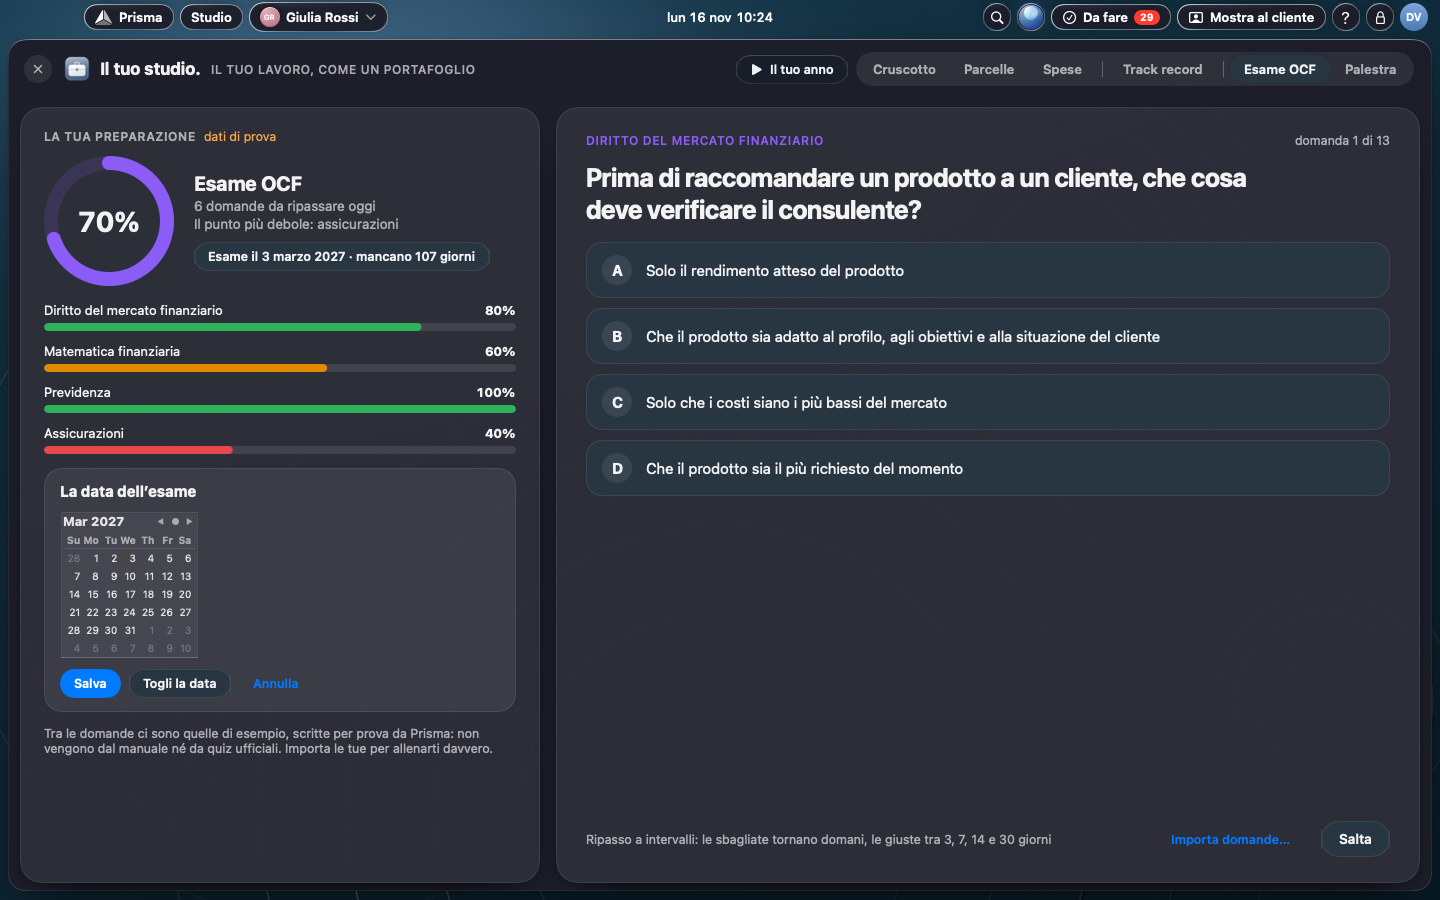 Prisma
Studio
GR Giulia Rossi
lun 16 nov 10:24
Da fare 29
Mostra al cliente
?
DV
Il tuo studio. IL TUO LAVORO, COME UN PORTAFOGLIO
Il tuo anno
Cruscotto Parcelle Spese Track record Esame OCF Palestra
LA TUA PREPARAZIONE dati di prova
70%
Esame OCF
6 domande da ripassare oggi
Il punto più debole: assicurazioni
Esame il 3 marzo 2027 · mancano 107 giorni
Diritto del mercato finanziario 80%
Matematica finanziaria 60%
Previdenza 100%
Assicurazioni 40%
La data dell’esame
Mar 2027
Su Mo Tu We Th Fr Sa
28 1 2 3 4 5 6
7 8 9 10 11 12 13
14 15 16 17 18 19 20
21 22 23 24 25 26 27
28 29 30 31 1 2 3
4 5 6 7 8 9 10
Salva Togli la data Annulla
Tra le domande ci sono quelle di esempio, scritte per prova da Prisma: non
vengono dal manuale né da quiz ufficiali. Importa le tue per allenarti davvero.
DIRITTO DEL MERCATO FINANZIARIO domanda 1 di 13
Prima di raccomandare un prodotto a un cliente, che cosa
deve verificare il consulente?
A Solo il rendimento atteso del prodotto
B Che il prodotto sia adatto al profilo, agli obiettivi e alla situazione del cliente
C Solo che i costi siano i più bassi del mercato
D Che il prodotto sia il più richiesto del momento
Ripasso a intervalli: le sbagliate tornano domani, le giuste tra 3, 7, 14 e 30 giorni
Importa domande...
Salta